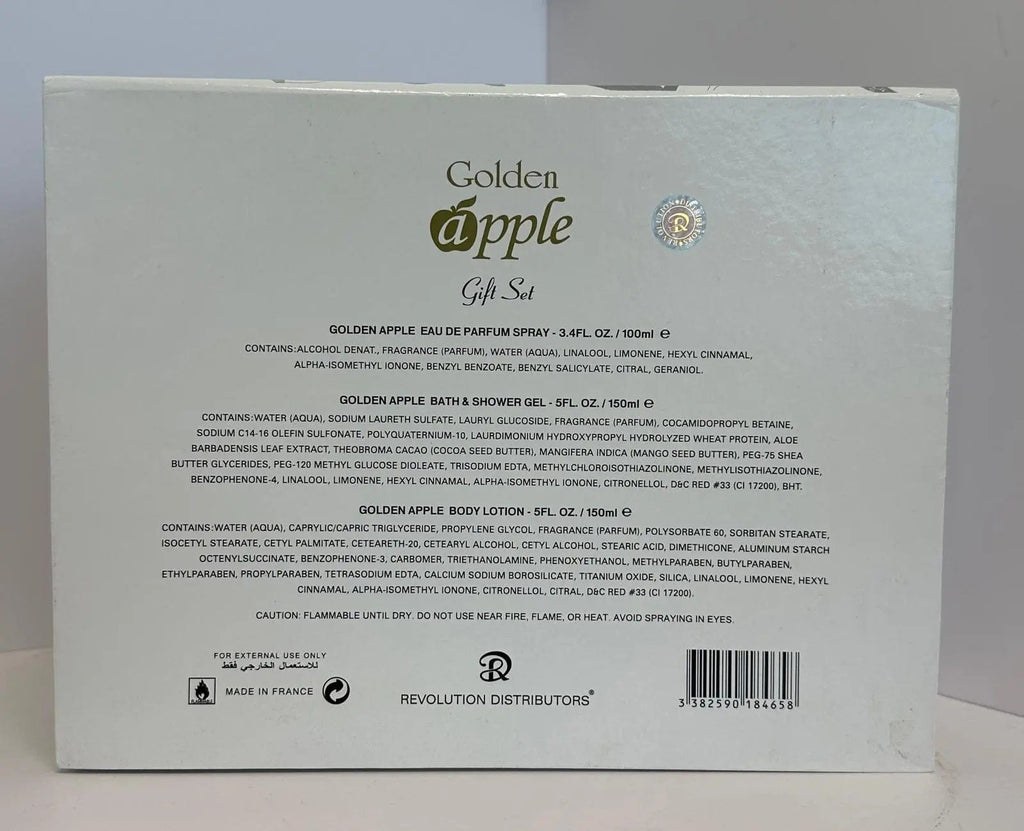 Golden
apple
Gift Set
REVOLUTION DISTRIBUTORS
GOLDEN APPLE EAU DE PARFUM SPRAY - 3.4FL. OZ. / 100ml ℮
CONTAINS:ALCOHOL DENAT., FRAGRANCE (PARFUM), WATER (AQUA), LINALOOL, LIMONENE, HEXYL CINNAMAL,
ALPHA-ISOMETHYL IONONE, BENZYL BENZOATE, BENZYL SALICYLATE, CITRAL, GERANIOL.
GOLDEN APPLE BATH & SHOWER GEL - 5FL. OZ. / 150ml ℮
CONTAINS:WATER (AQUA), SODIUM LAURETH SULFATE, LAURYL GLUCOSIDE, FRAGRANCE (PARFUM), COCAMIDOPROPYL BETAINE,
SODIUM C14-16 OLEFIN SULFONATE, POLYQUATERNIUM-10, LAURDIMONIUM HYDROXYPROPYL HYDROLYZED WHEAT PROTEIN, ALOE
BARBADENSIS LEAF EXTRACT, THEOBROMA CACAO (COCOA SEED BUTTER), MANGIFERA INDICA (MANGO SEED BUTTER), PEG-75 SHEA
BUTTER GLYCERIDES, PEG-120 METHYL GLUCOSE DIOLEATE, TRISODIUM EDTA, METHYLCHLOROISOTHIAZOLINONE, METHYLISOTHIAZOLINONE,
BENZOPHENONE-4, LINALOOL, LIMONENE, HEXYL CINNAMAL, ALPHA-ISOMETHYL IONONE, CITRONELLOL, D&C RED #33 (CI 17200), BHT.
GOLDEN APPLE BODY LOTION - 5FL. OZ. / 150ml ℮
CONTAINS:WATER (AQUA), CAPRYLIC/CAPRIC TRIGLYCERIDE, PROPYLENE GLYCOL, FRAGRANCE (PARFUM), POLYSORBATE 60, SORBITAN STEARATE,
ISOCETYL STEARATE, CETYL PALMITATE, CETEARETH-20, CETEARYL ALCOHOL, CETYL ALCOHOL, STEARIC ACID, DIMETHICONE, ALUMINUM STARCH
OCTENYLSUCCINATE, BENZOPHENONE-3, CARBOMER, TRIETHANOLAMINE, PHENOXYETHANOL, METHYLPARABEN, BUTYLPARABEN,
ETHYLPARABEN, PROPYLPARABEN, TETRASODIUM EDTA, CALCIUM SODIUM BOROSILICATE, TITANIUM OXIDE, SILICA, LINALOOL, LIMONENE, HEXYL
CINNAMAL, ALPHA-ISOMETHYL IONONE, CITRONELLOL, CITRAL, D&C RED #33 (CI 17200).
CAUTION: FLAMMABLE UNTIL DRY. DO NOT USE NEAR FIRE, FLAME, OR HEAT. AVOID SPRAYING IN EYES.
FOR EXTERNAL USE ONLY
للاستعمال الخارجي فقط
FLAMMABLE
MADE IN FRANCE
REVOLUTION DISTRIBUTORS®
3 382590 184658